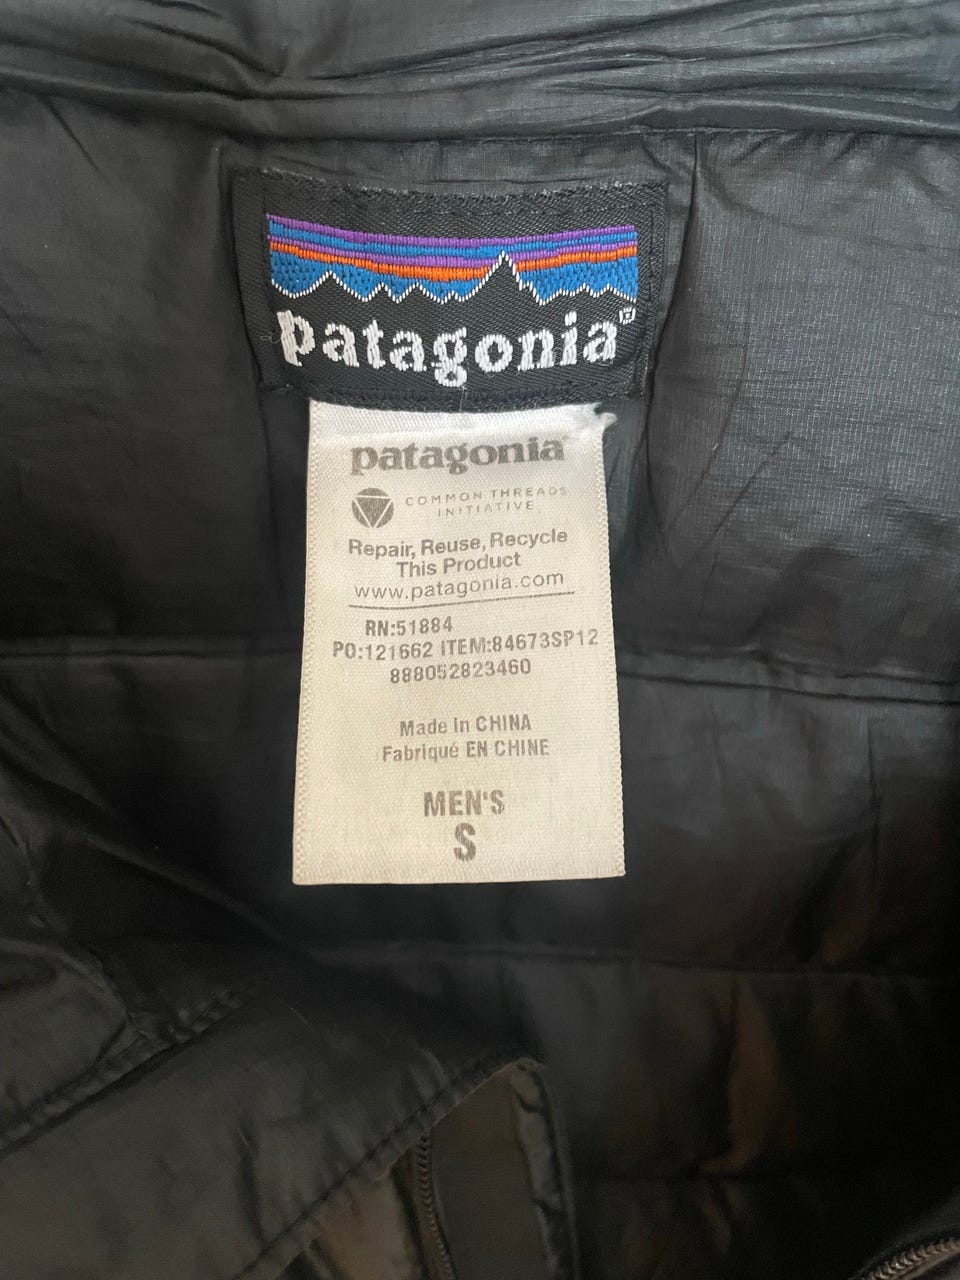 patagonia®
patagonia
COMMON THREADS
INITIATIVE
Repair, Reuse, Recycle
This Product
www.patagonia.com
RN:51884
PO:121662 ITEM:84673SP12
888052823460
Made in CHINA
Fabriqué EN CHINE
MEN'S
S